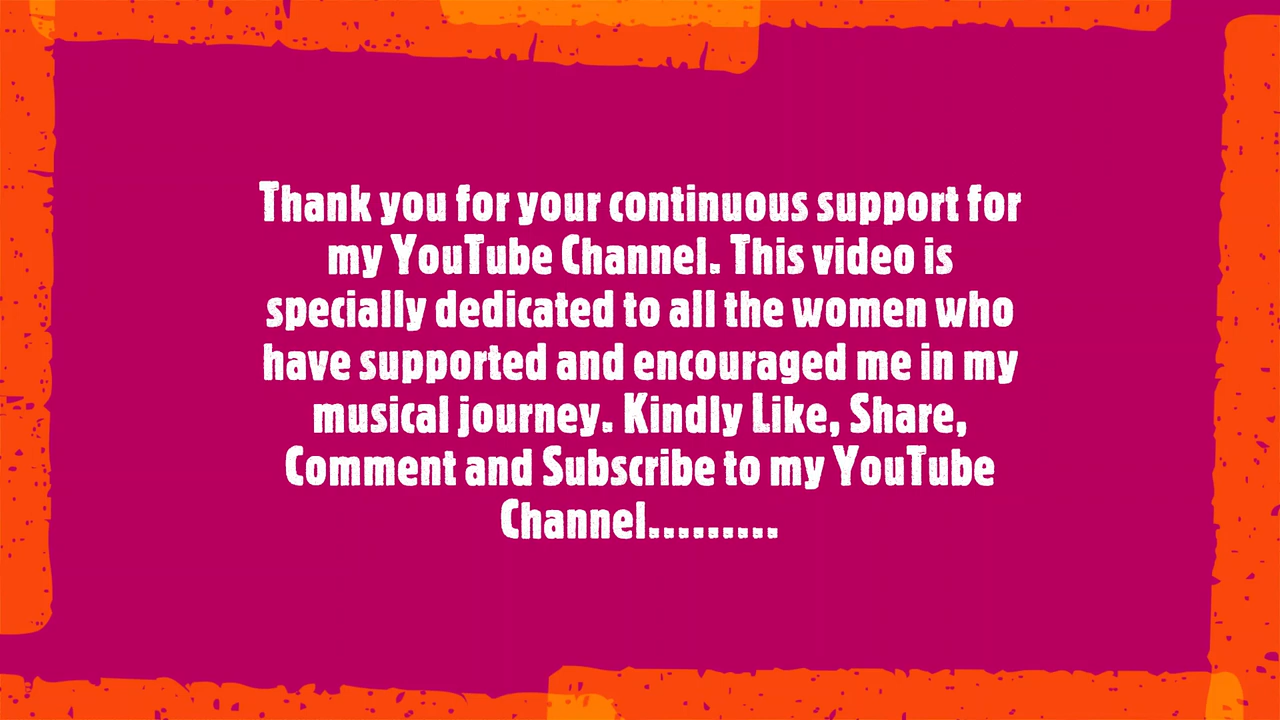 Thank you for your continuous support for
my YouTube Channel. This video is
specially dedicated to all the women who
have supported and encouraged me in my
musical journey. Kindly Like, Share,
Comment and Subscribe to my YouTube
Channel.........